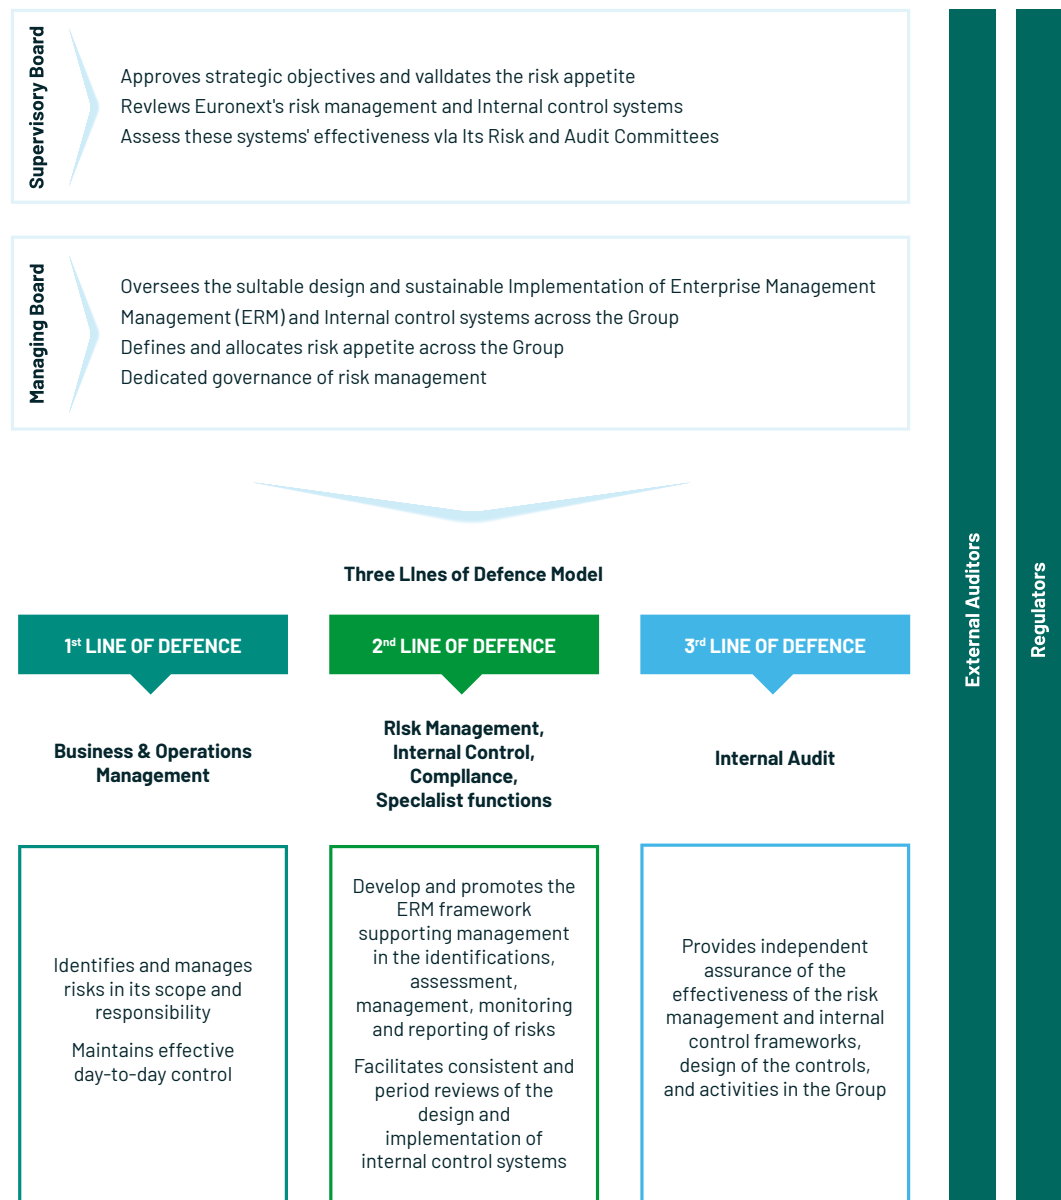 Supervisory Board
Approves strategic objectives and valldates the risk appetite
Revlews Euronext's risk management and Internal control systems
Assess these systems' effectiveness vla Its Risk and Audit Committees
Managing Board
Oversees the sultable design and sustainable Implementation of Enterprise Management
Management (ERM) and Internal control systems across the Group
Defines and allocates risk appetite across the Group
Dedicated governance of risk management
Three LInes of Defence Model
1st LINE OF DEFENCE
Business & Operations
Management
Identifies and manages
risks in its scope and
responsibility
Maintains effective
day-to-day control
2nd LINE OF DEFENCE
RIsk Management,
Internal Control,
Compllance,
Speclalist functions
Develop and promotes the
ERM framework
supporting management
in the identifications,
assessment,
management, monitoring
and reporting of risks
Facilitates consistent and
period reviews of the
design and
implementation of
internal control systems
3rd LINE OF DEFENCE
Internal Audit
Provides independent
assurance of the
effectiveness of the risk
management and internal
control frameworks,
design of the controls,
and activities in the Group
External Auditors
Regulators